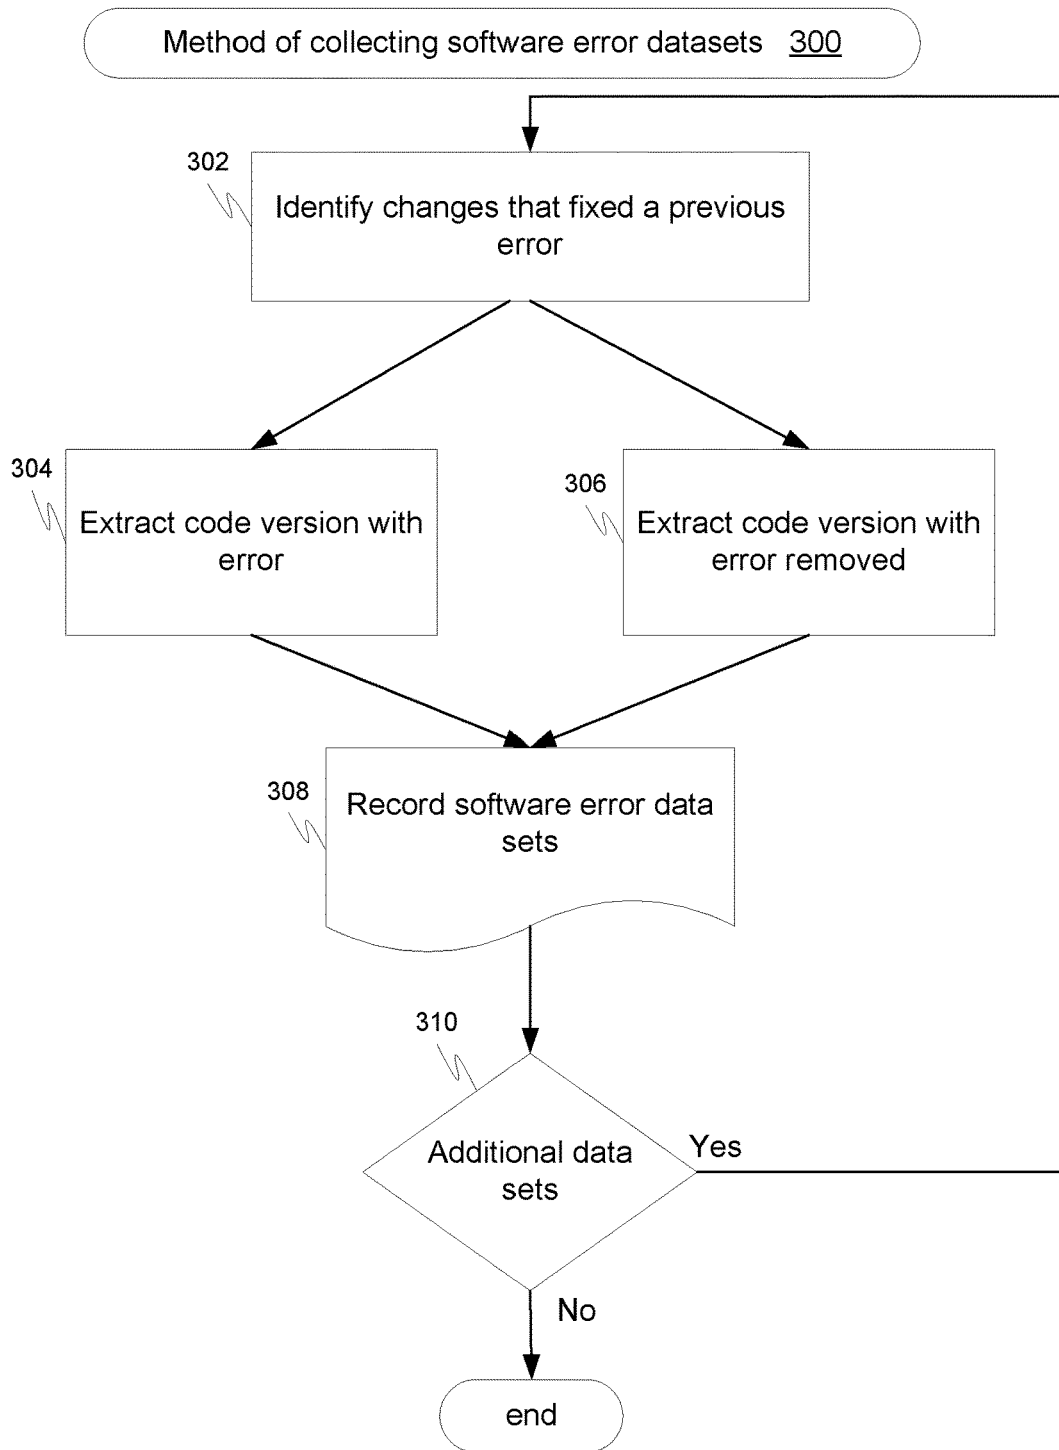 Method of collecting software error datasets 300
302
Identify changes that fixed a previous
error
304
Extract code version with
error
306
Extract code version with
error removed
308
Record software error data
sets
310
Additional data
sets
Yes
No
end